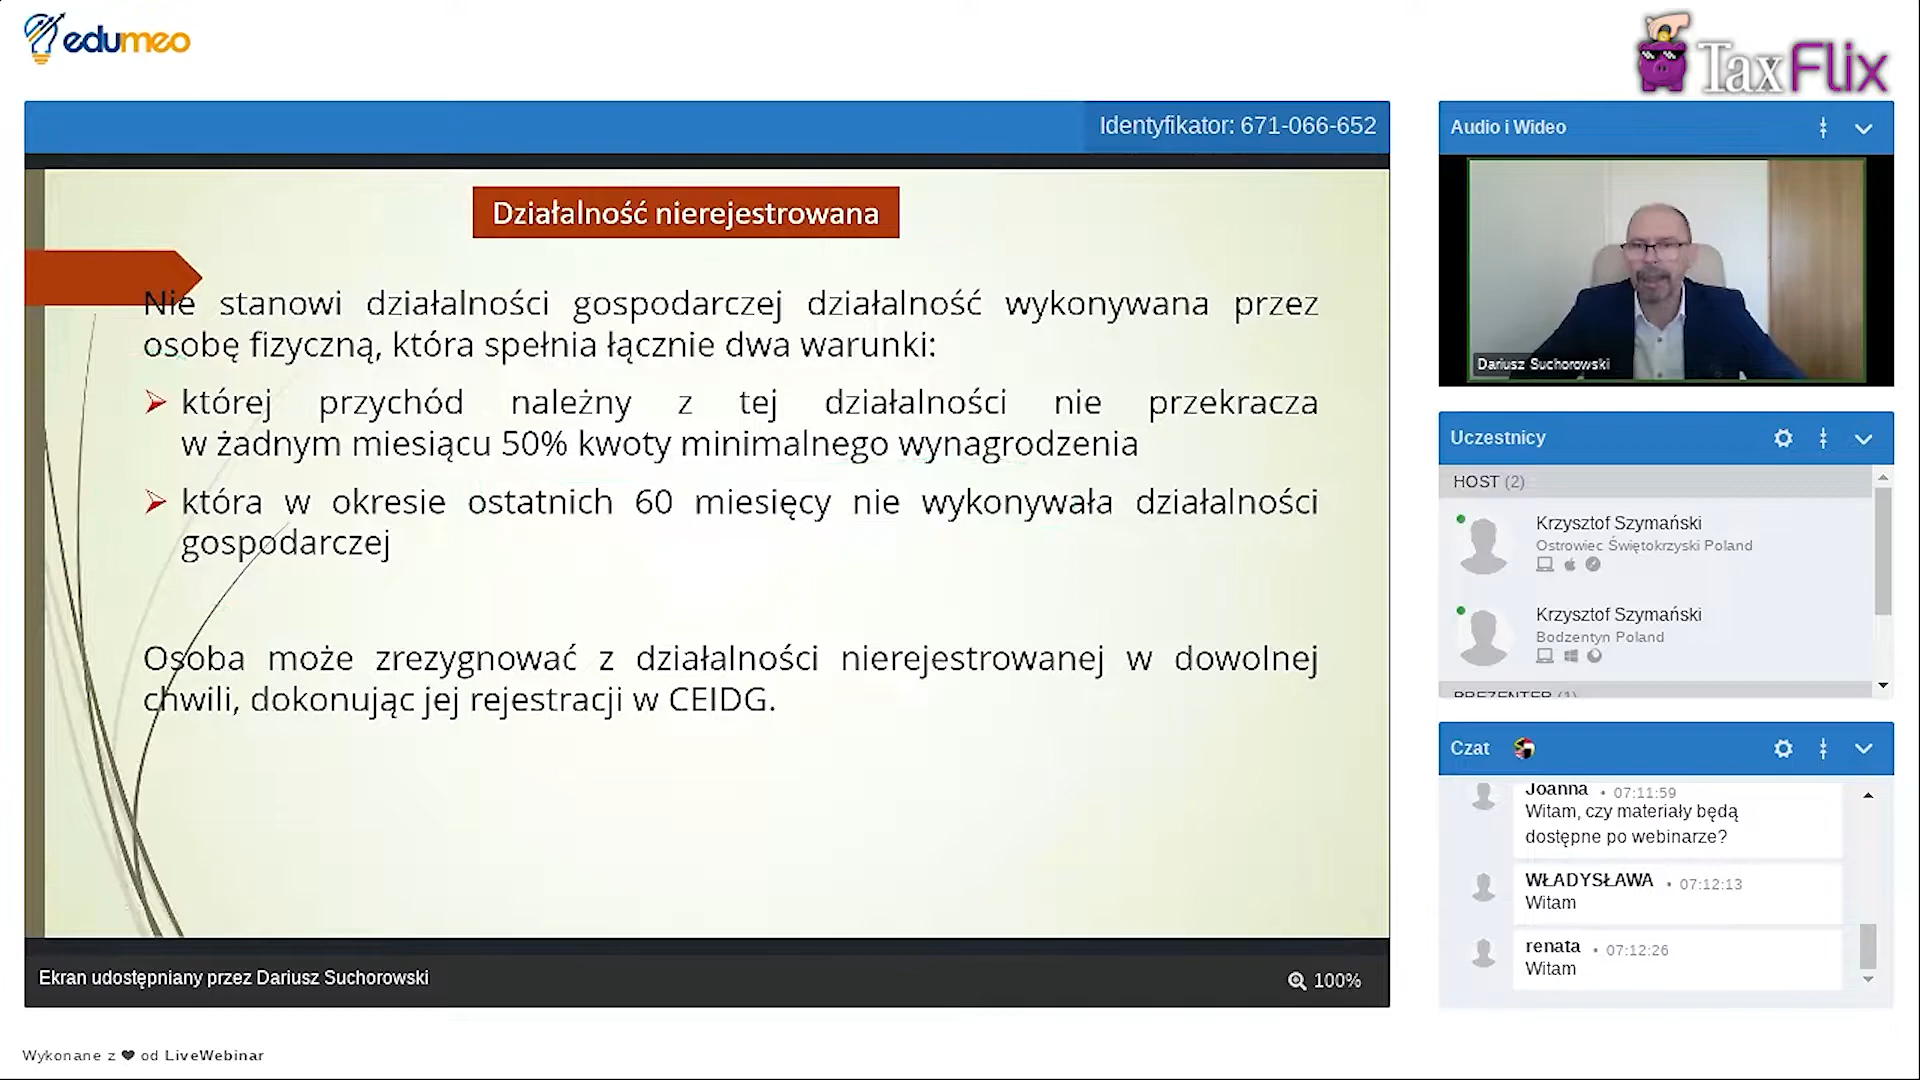 edumeo
TaxFlix
Identyfikator: 671-066-652
Działalność nierejestrowana
Nie stanowi działalności gospodarczej działalność wykonywana przez
osobę fizyczną, która spełnia łącznie dwa warunki:
której przychód należny z tej działalności nie przekracza
w żadnym miesiącu 50% kwoty minimalnego wynagrodzenia
która w okresie ostatnich 60 miesięcy nie wykonywała działalności
gospodarczej
Osoba może zrezygnować z działalności nierejestrowanej w dowolnej
chwili, dokonując jej rejestracji w CEIDG.
Ekran udostępniany przez Dariusz Suchorowski
100%
Audio i Wideo
Dariusz Suchorowski
Uczestnicy
HOST (2)
Krzysztof Szymański
Ostrowiec Świętokrzyski Poland
Krzysztof Szymański
Bodzentyn Poland
PREZENTER (1)
Czat
Joanna • 07:11:59
Witam, czy materiały będą
dostępne po webinarze?
WŁADYSŁAWA • 07:12:13
Witam
renata • 07:12:26
Witam
Wykonane z ❤ od LiveWebinar